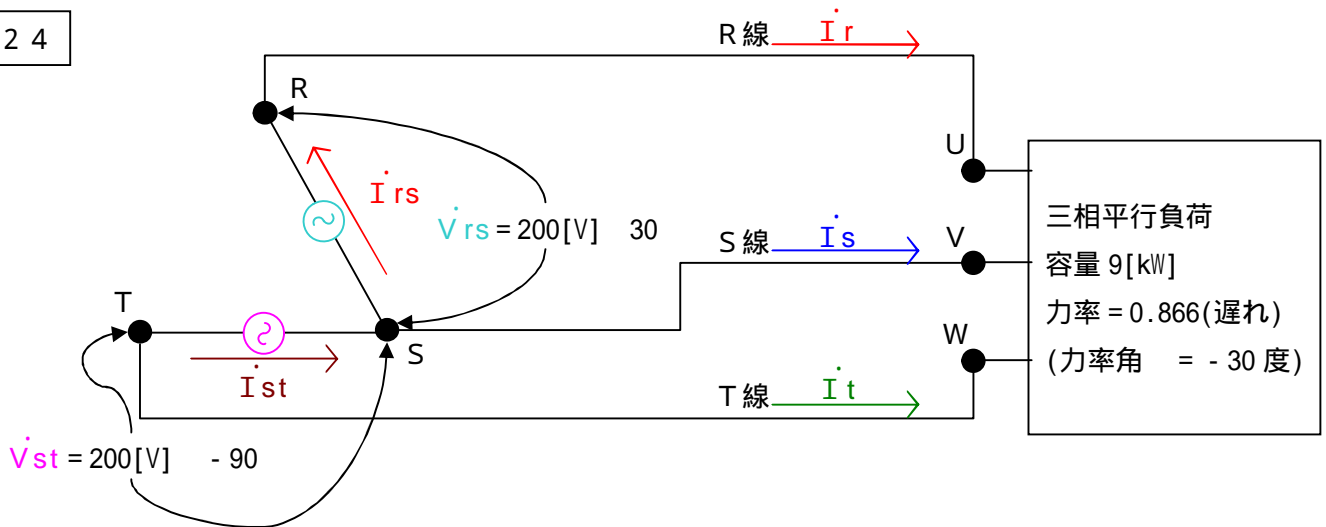 24
R線 İr
R
U
İrs
V̇rs=200[V] 30
S線 İs
V
T
S
İst
W
T線 İt
V̇st=200[V] -90
三相平行負荷
容量 9[kW]
力率=0.866(遅れ)
(力率角 =-30度)